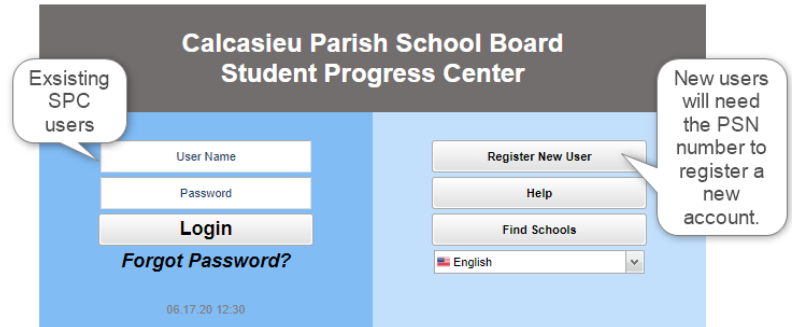 Calcasieu Parish School Board
Student Progress Center
Exsisting
SPC
users
User Name
Password
Login
Forgot Password?
06.17.20 12:30
Register New User
Help
Find Schools
English
New users
will need
the PSN
number to
register a
new
account.